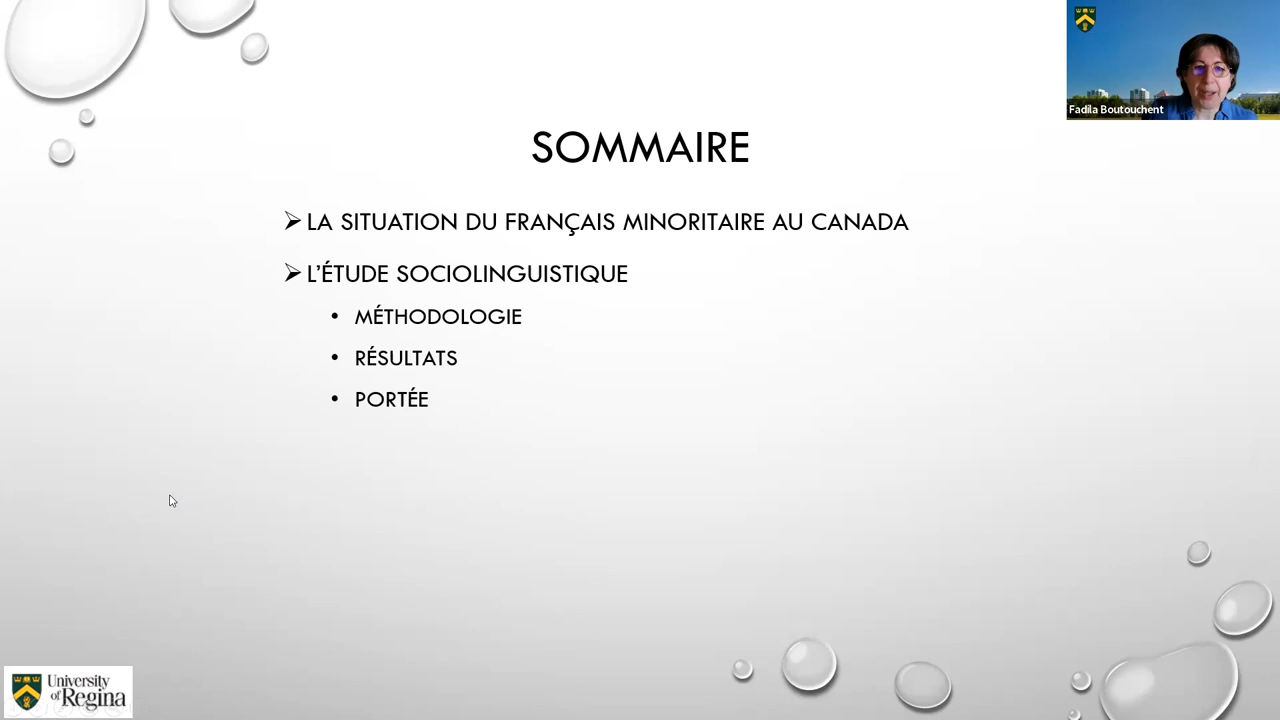 Fadila Boutouchent
SOMMAIRE
LA SITUATION DU FRANÇAIS MINORITAIRE AU CANADA
L’ÉTUDE SOCIOLINGUISTIQUE
• MÉTHODOLOGIE
• RÉSULTATS
• PORTÉE
University
of Regina